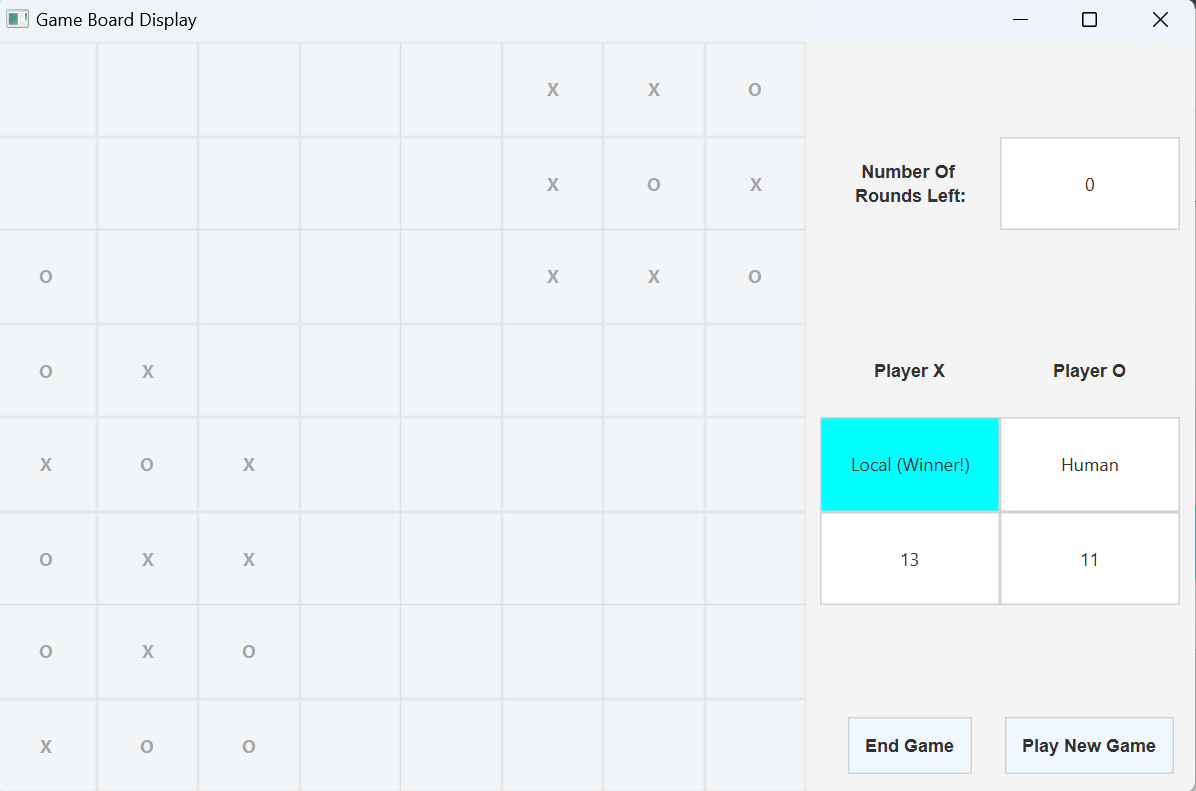 Game Board Display
X X O
X O X
Number Of
Rounds Left:
0
O X X O
O X
Player X
Player O
X O X
Local (Winner!)
Human
O X X
13
11
O X O
X O O
End Game
Play New Game